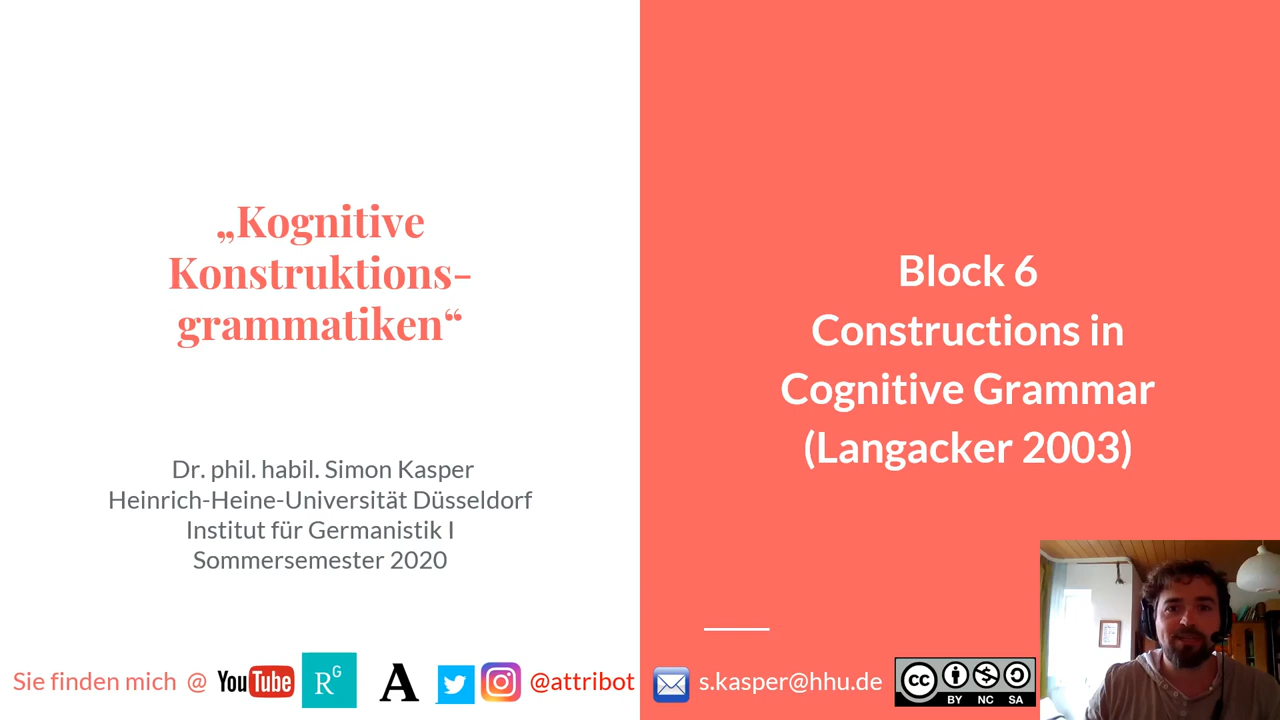 „Kognitive
Konstruktions-
grammatiken“
Dr. phil. habil. Simon Kasper
Heinrich-Heine-Universität Düsseldorf
Institut für Germanistik I
Sommersemester 2020
Block 6
Constructions in
Cognitive Grammar
(Langacker 2003)
Sie finden mich @ YouTube RG A @attribot s.kasper@hhu.de cc BY NC SA